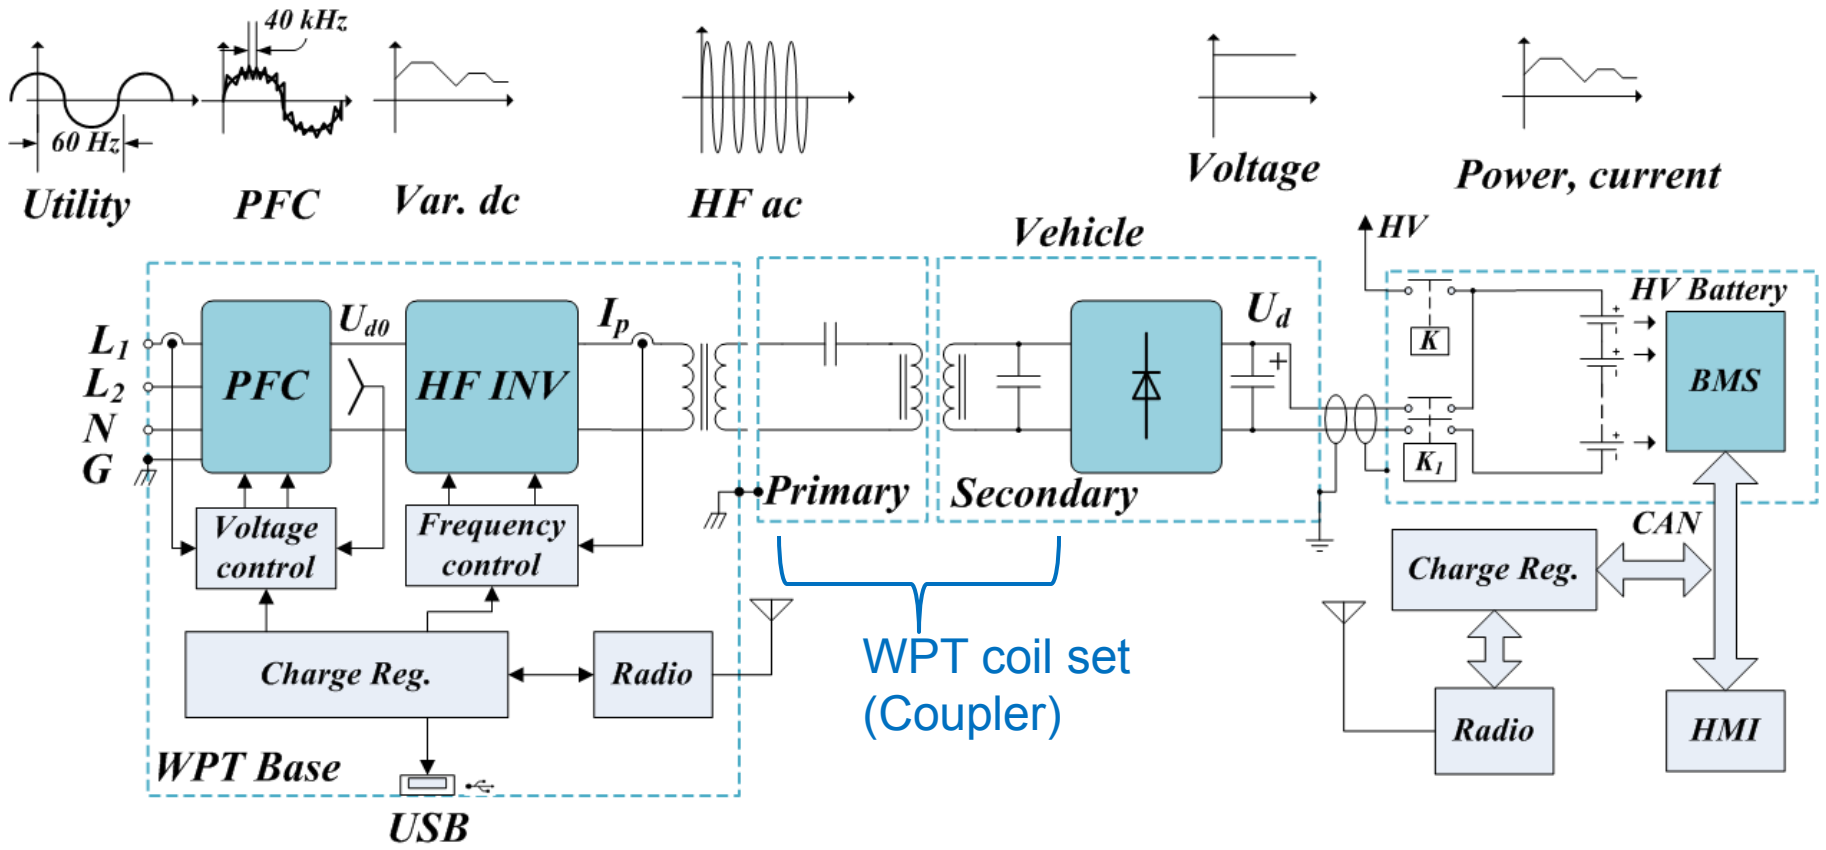 40 kHz
60 Hz
Utility
PFC
Var. dc
HF ac
Voltage
Power, current
Vehicle
HV
L1
L2
N
G
PFC
Ud0
HF INV
Ip
Ud
K
K1
HV Battery
BMS
Voltage
control
Frequency
control
Primary
Secondary
CAN
Charge Reg.
Charge Reg.
Radio
WPT coil set
(Coupler)
Radio
HMI
WPT Base
USB